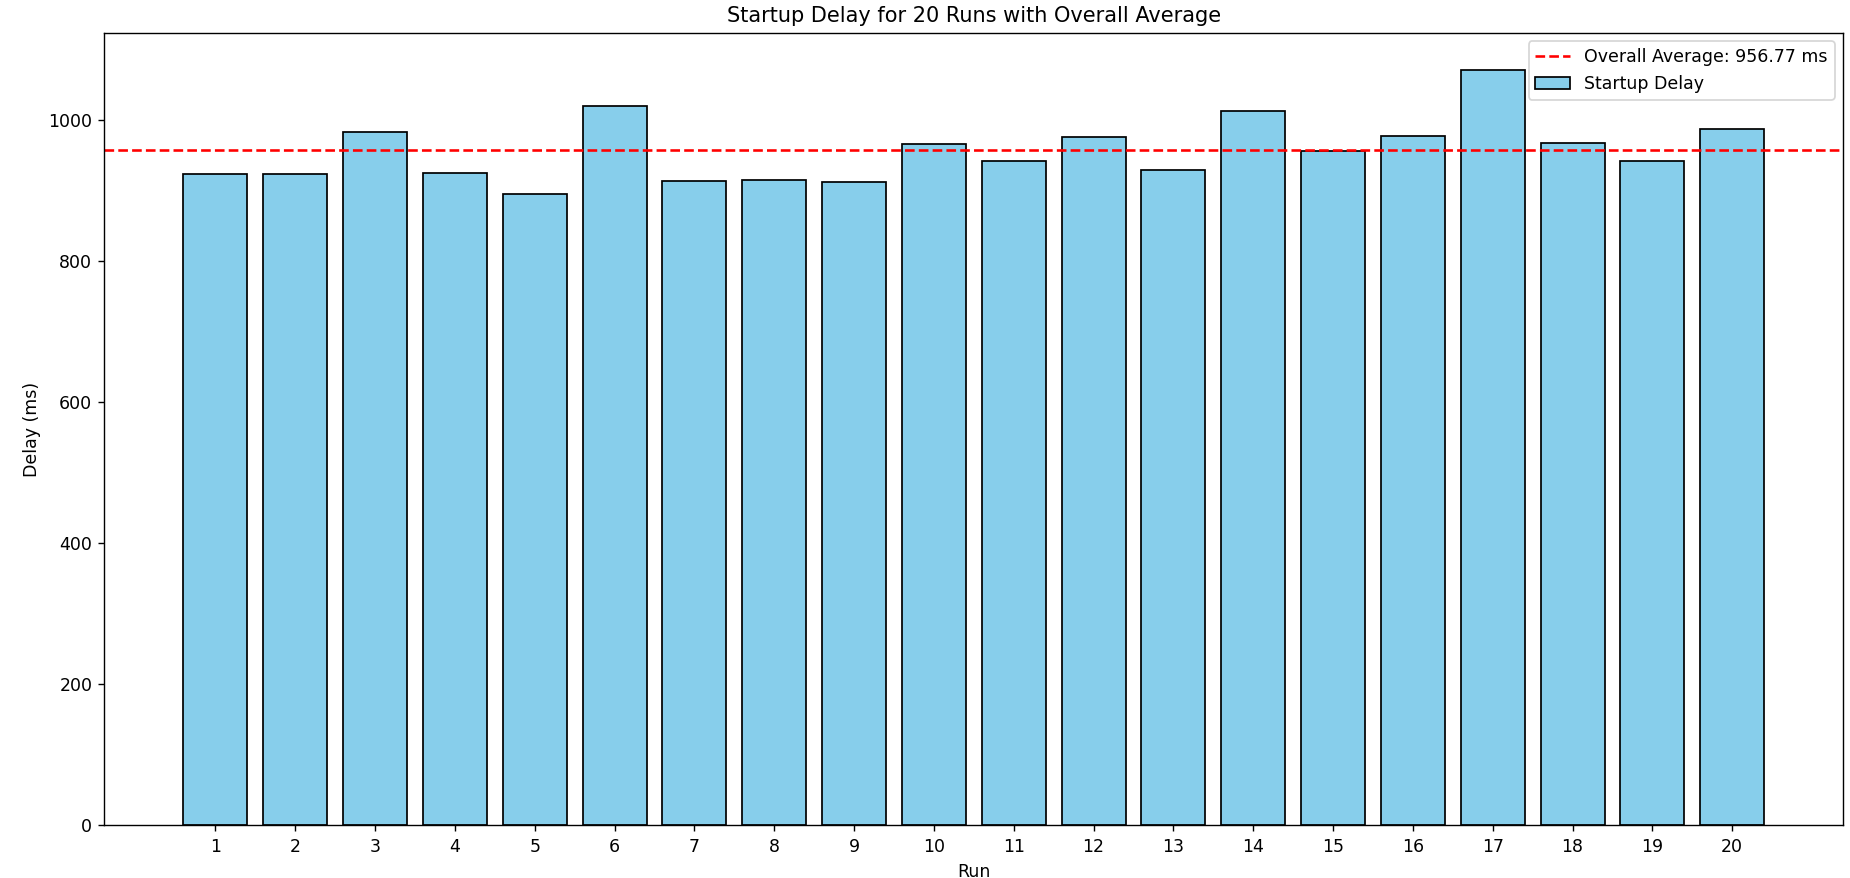 Startup Delay for 20 Runs with Overall Average
Overall Average: 956.77 ms
Startup Delay
Delay (ms)
1000
800
600
400
200
0
1 2 3 4 5 6 7 8 9 10 11 12 13 14 15 16 17 18 19 20
Run